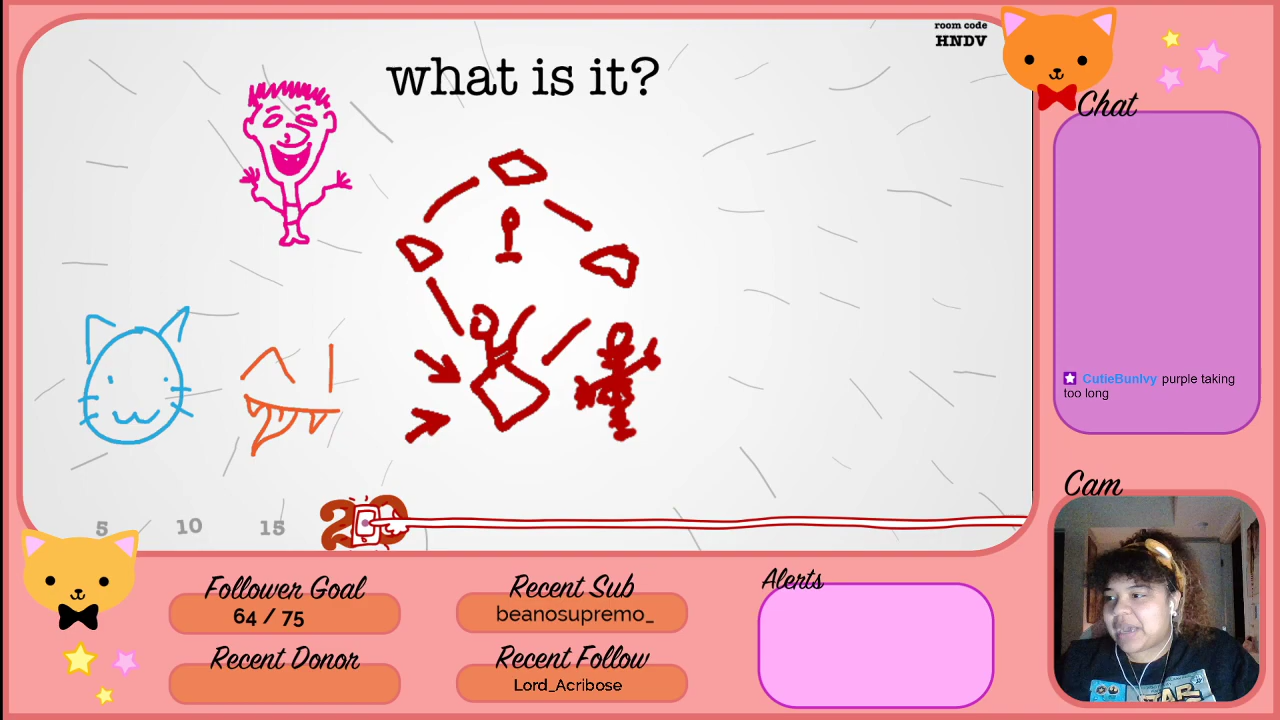 room code
HNDV
what is it?
Chat
CutieBunIvy purple taking
too long
Cam
5 10 15 20
Follower Goal
64 / 75
Recent Sub
beanosupremo_
Alerts
Recent Donor
Recent Follow
Lord_Acribose